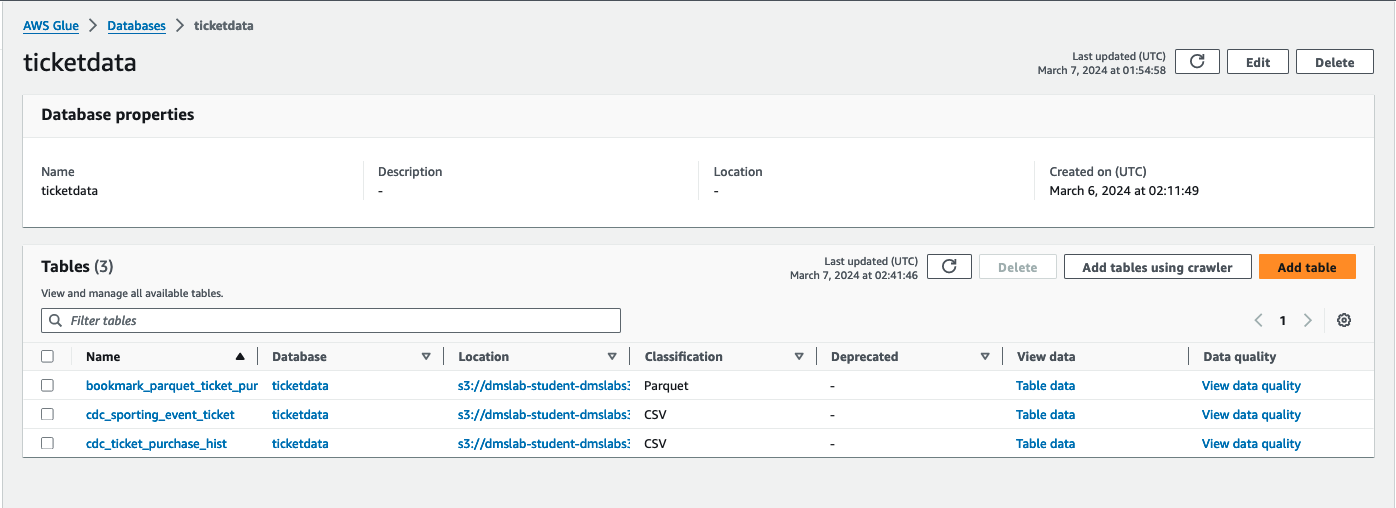 AWS Glue > Databases > ticketdata
ticketdata
Last updated (UTC)
March 7, 2024 at 01:54:58
Edit
Delete
Database properties
Name
ticketdata
Description
-
Location
-
Created on (UTC)
March 6, 2024 at 02:11:49
Tables (3)
View and manage all available tables.
Last updated (UTC)
March 7, 2024 at 02:41:46
Delete
Add tables using crawler
Add table
Filter tables
1
Name Database Location Classification Deprecated View data Data quality
bookmark_parquet_ticket_pur ticketdata s3://dmslab-student-dmslabs3 Parquet - Table data View data quality
cdc_sporting_event_ticket ticketdata s3://dmslab-student-dmslabs3 CSV - Table data View data quality
cdc_ticket_purchase_hist ticketdata s3://dmslab-student-dmslabs3 CSV - Table data View data quality